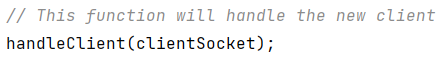 // This function will handle the new client
handleClient(clientSocket);